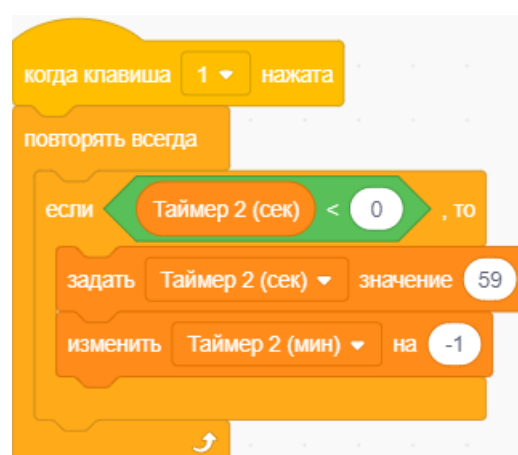 когда клавиша 1 нажата
повторять всегда
если Таймер 2 (сек) < 0 , то
задать Таймер 2 (сек) значение 59
изменить Таймер 2 (мин) на -1